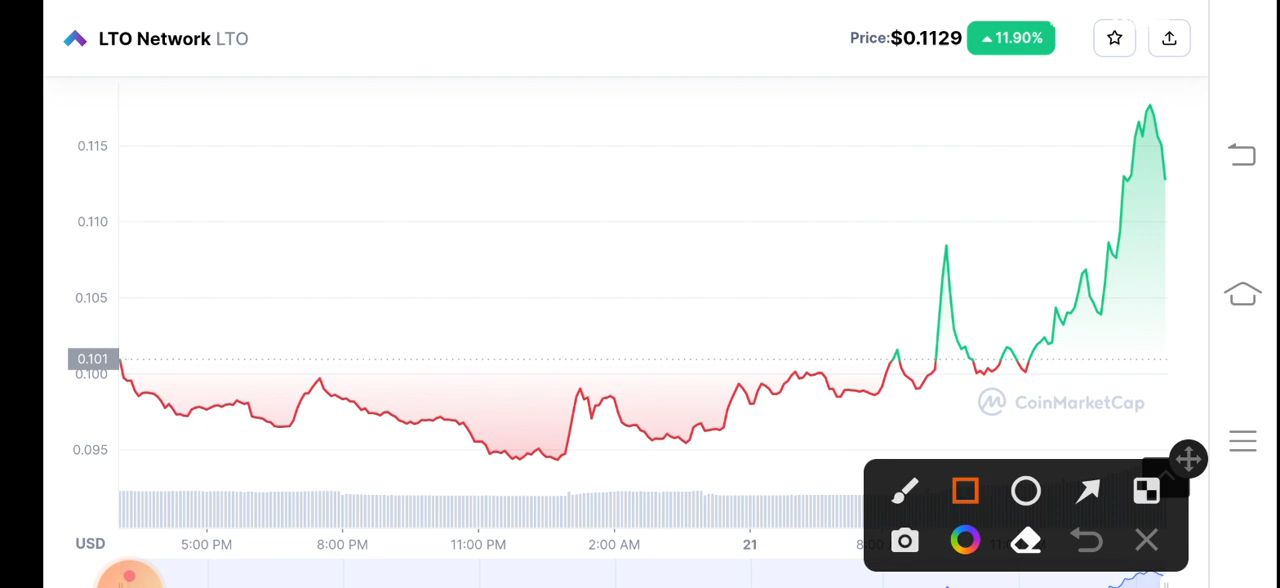 LTO Network LTO
Price:$0.1129 11.90%
0.115
0.110
0.105
0.101
0.100
0.095
CoinMarketCap
USD
5:00 PM 8:00 PM 11:00 PM 2:00 AM 21